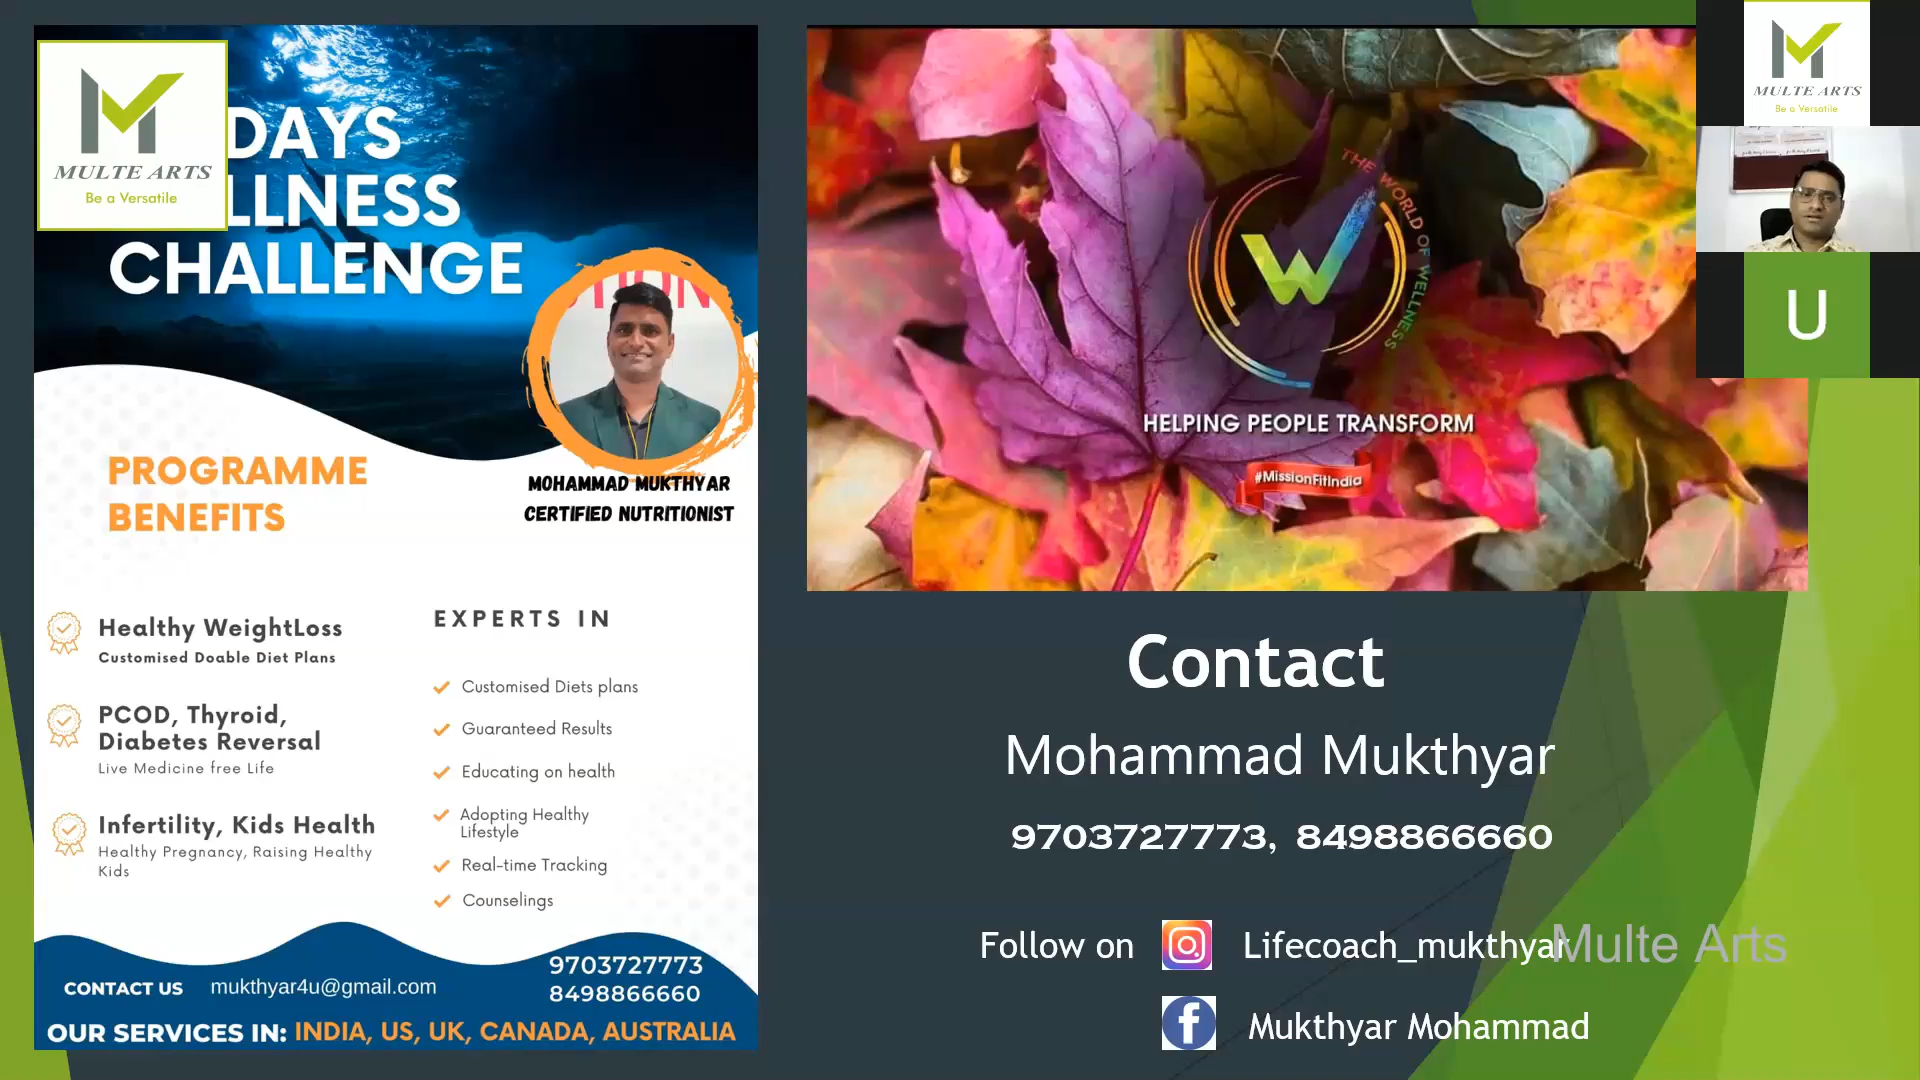 MULTE ARTS
Be a Versatile
DAYS
LLNESS
CHALLENGE
MOHAMMAD MUKTHYAR
CERTIFIED NUTRITIONIST
PROGRAMME
BENEFITS
Healthy WeightLoss
Customised Doable Diet Plans
PCOD, Thyroid,
Diabetes Reversal
Live Medicine free Life
Infertility, Kids Health
Healthy Pregnancy, Raising Healthy
Kids
EXPERTS IN
Customised Diets plans
Guaranteed Results
Educating on health
Adopting Healthy
Lifestyle
Real-time Tracking
Counselings
CONTACT US mukthyar4u@gmail.com
9703727773
8498866660
OUR SERVICES IN: INDIA, US, UK, CANADA, AUSTRALIA
THE WORLD OF WELLNESS
W
HELPING PEOPLE TRANSFORM
#MissionFitIndia
Contact
Mohammad Mukthyar
9703727773, 8498866660
Follow on Lifecoach_mukthyar
Multe Arts
Mukthyar Mohammad
MULTE ARTS
Be a Versatile
U